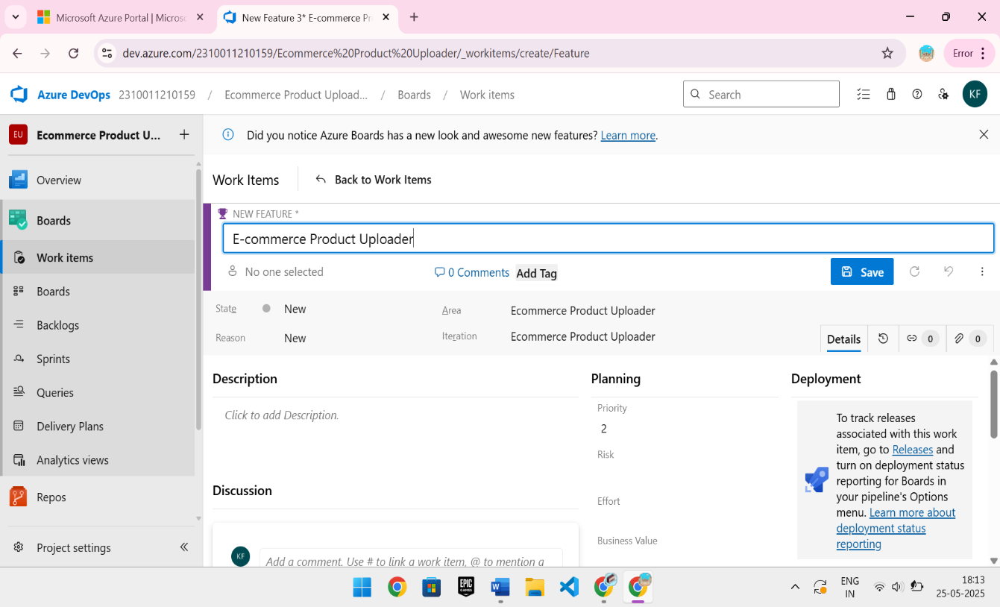 Microsoft Azure Portal | Microso
New Feature 3* E-commerce Pr
dev.azure.com/2310011210159/Ecommerce%20Product%20Uploader/_workitems/create/Feature
Error
Azure DevOps 2310011210159 / Ecommerce Product Upload... / Boards / Work items
Search
KF
EU Ecommerce Product U...
Did you notice Azure Boards has a new look and awesome new features? Learn more.
Overview
Boards
Work items
Boards
Backlogs
Sprints
Queries
Delivery Plans
Analytics views
Repos
Project settings
Work Items
Back to Work Items
NEW FEATURE *
E-commerce Product Uploader
No one selected
0 Comments
Add Tag
Save
State New
Area Ecommerce Product Uploader
Reason New
Iteration Ecommerce Product Uploader
Details
0
0
Description
Click to add Description.
Discussion
KF
Add a comment. Use # to link a work item, @ to mention a
Planning
Priority
2
Risk
Effort
Business Value
Deployment
To track releases
associated with this work
item, go to Releases and
turn on deployment status
reporting for Boards in
your pipeline's Options
menu. Learn more about
deployment status
reporting
EPIC
GAMES
W
ENG
IN
18:13
25-05-2025